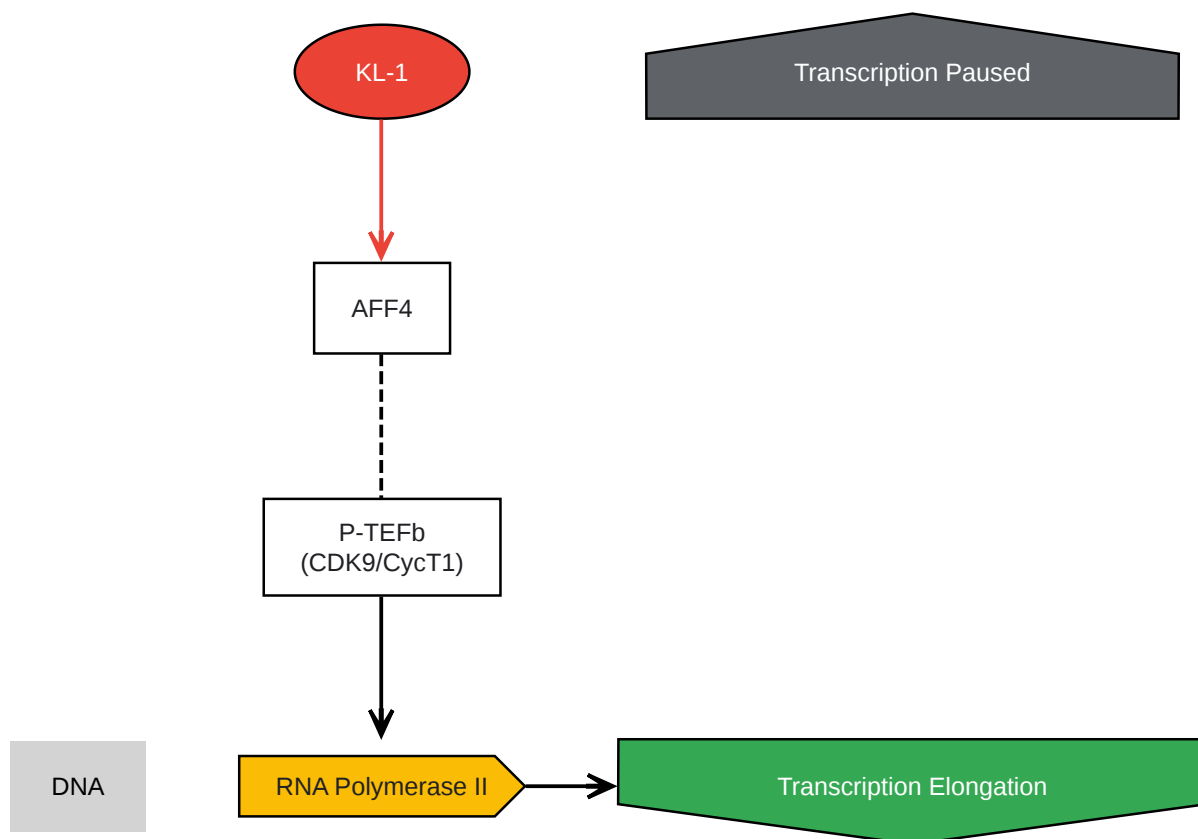 KL-1
Transcription Paused
AFF4
P-TEFb
(CDK9/CycT1)
DNA
RNA Polymerase II
Transcription Elongation